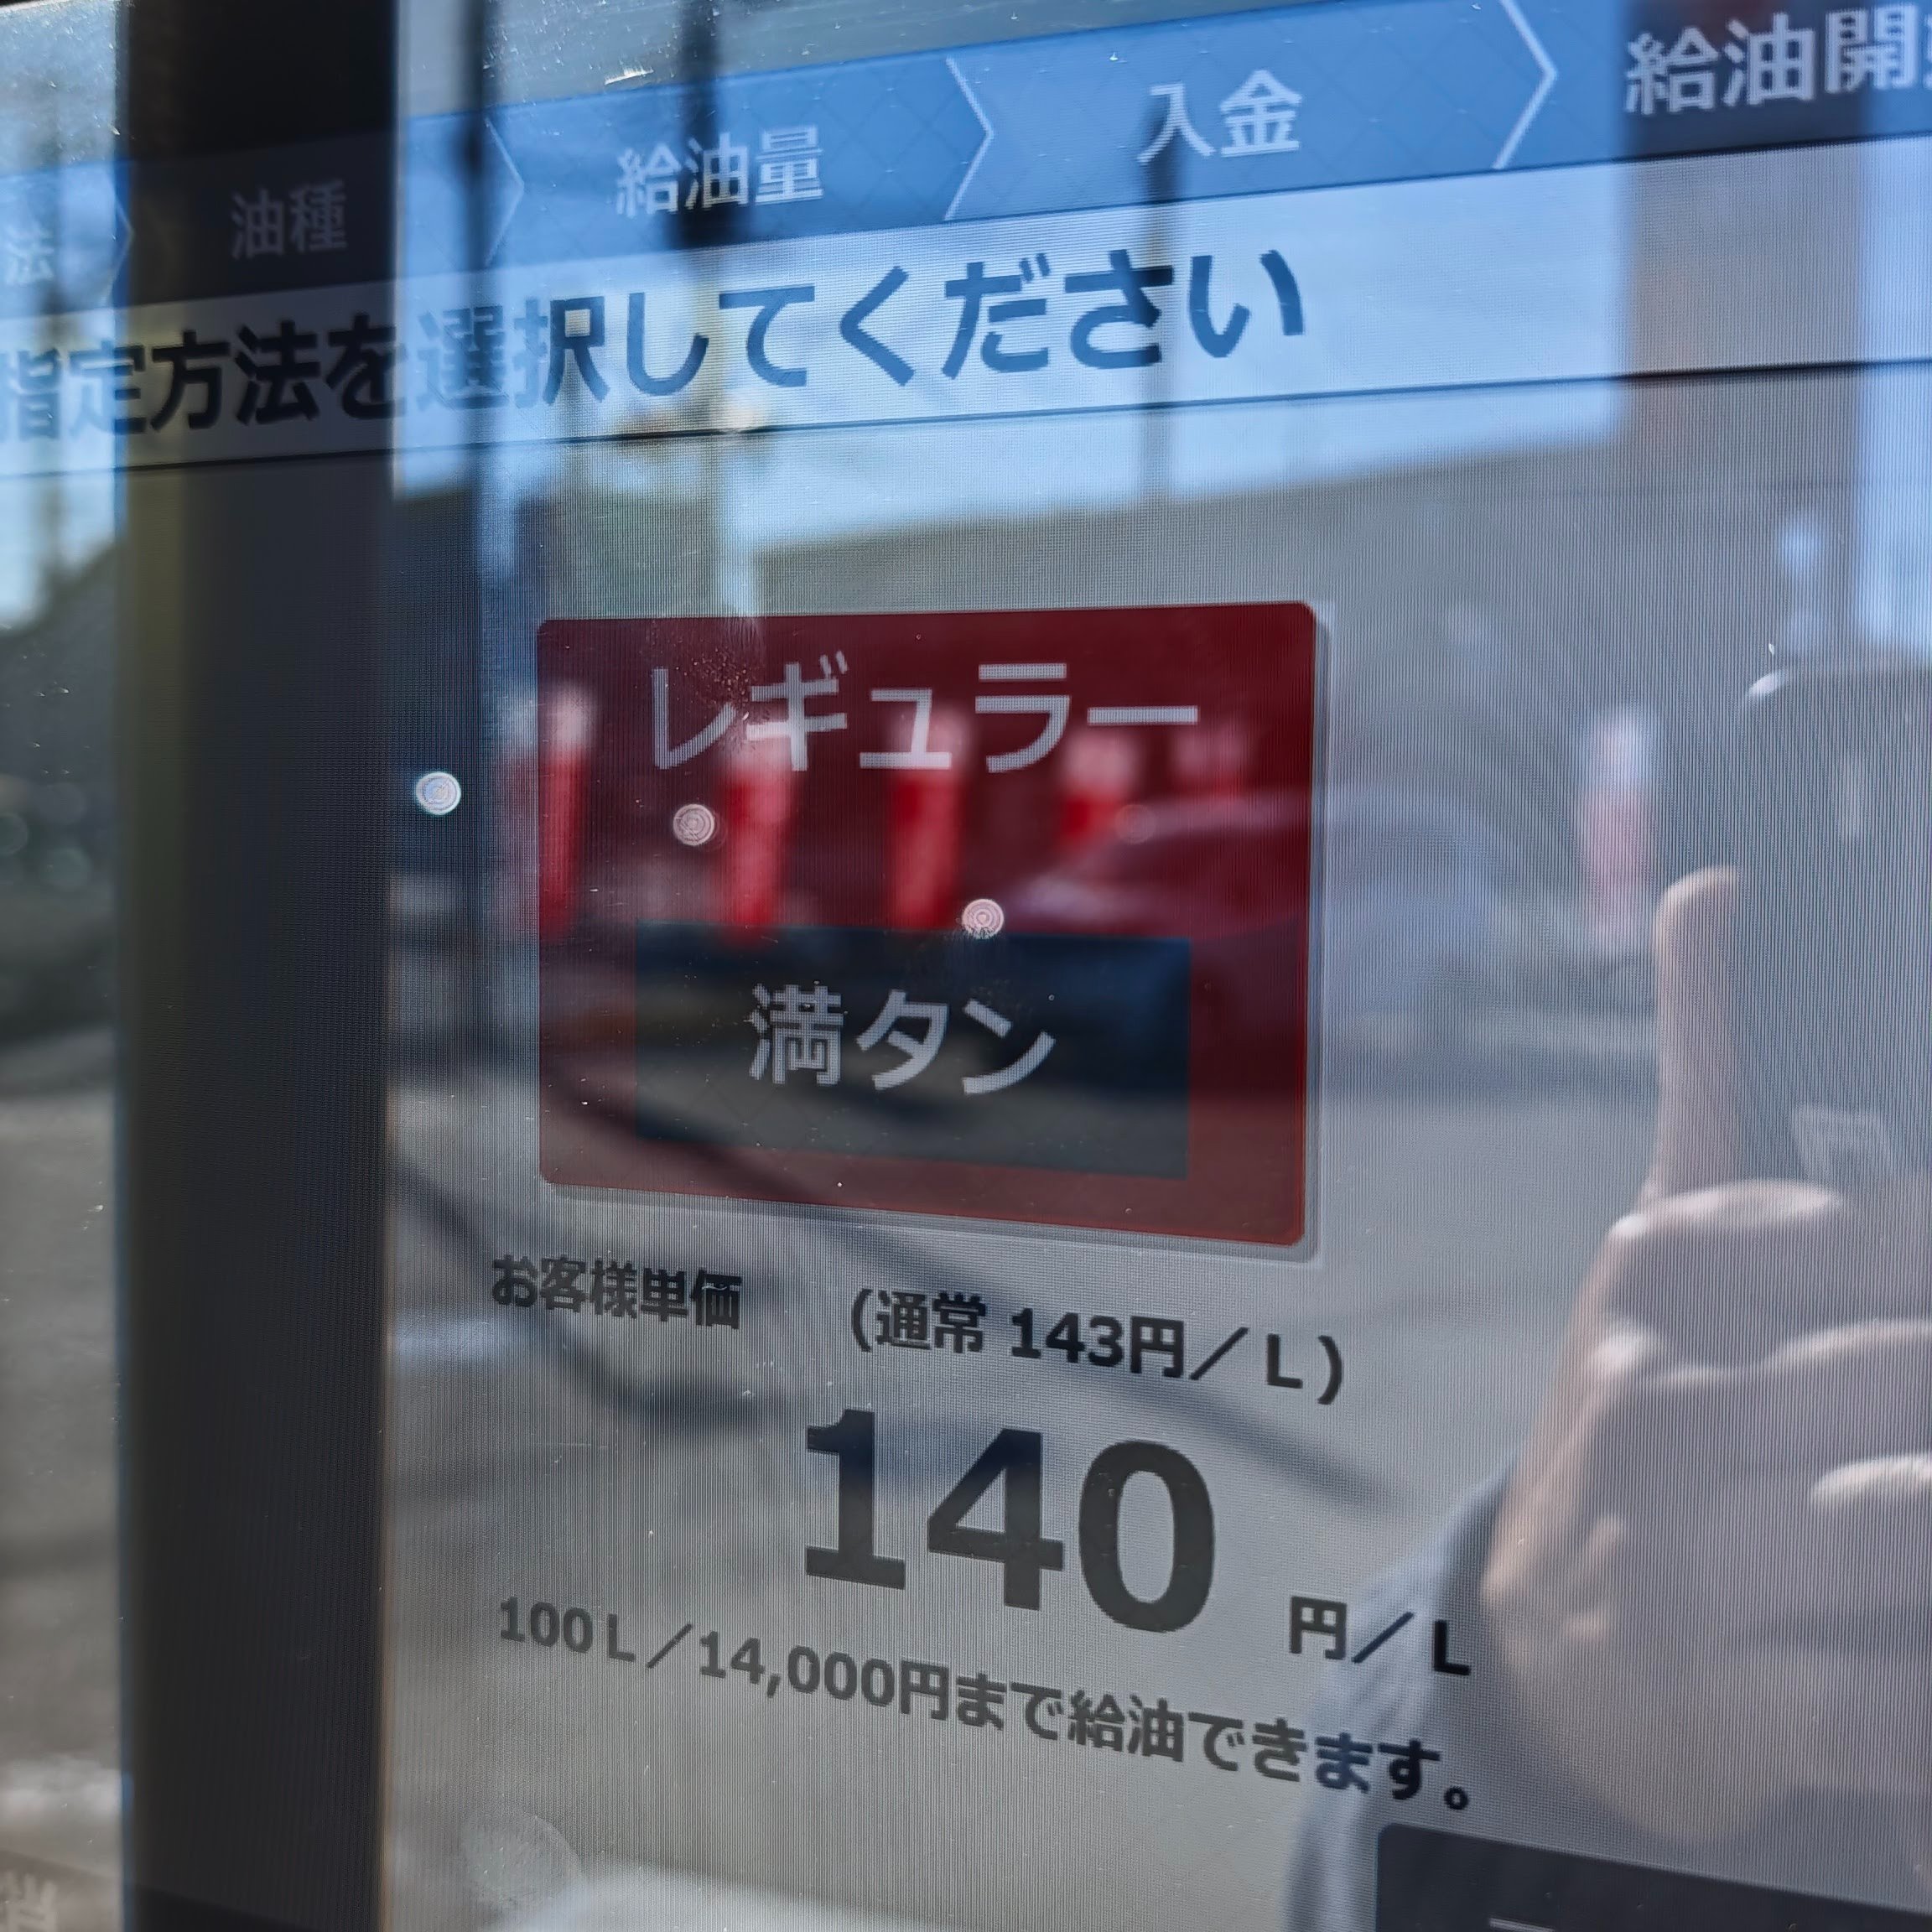 油種 給油量 入金 給油開
指定方法を選択してください
レギュラー
満タン
お客様単価 (通常 143円／L)
140 円／L
100L／14,000円まで給油できます。